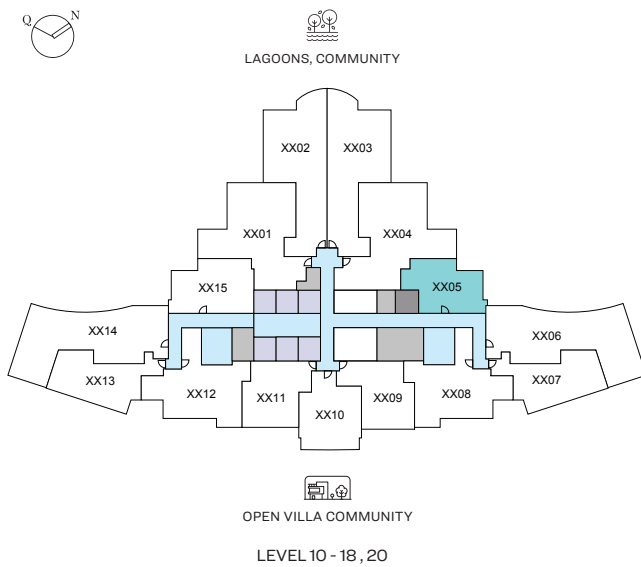 Q N
LAGOONS, COMMUNITY
XX02 XX03
XX01 XX04
XX15 XX05
XX14 XX06
XX13 XX07
XX12 XX11 XX10 XX09 XX08
OPEN VILLA COMMUNITY
LEVEL 10 - 18 , 20